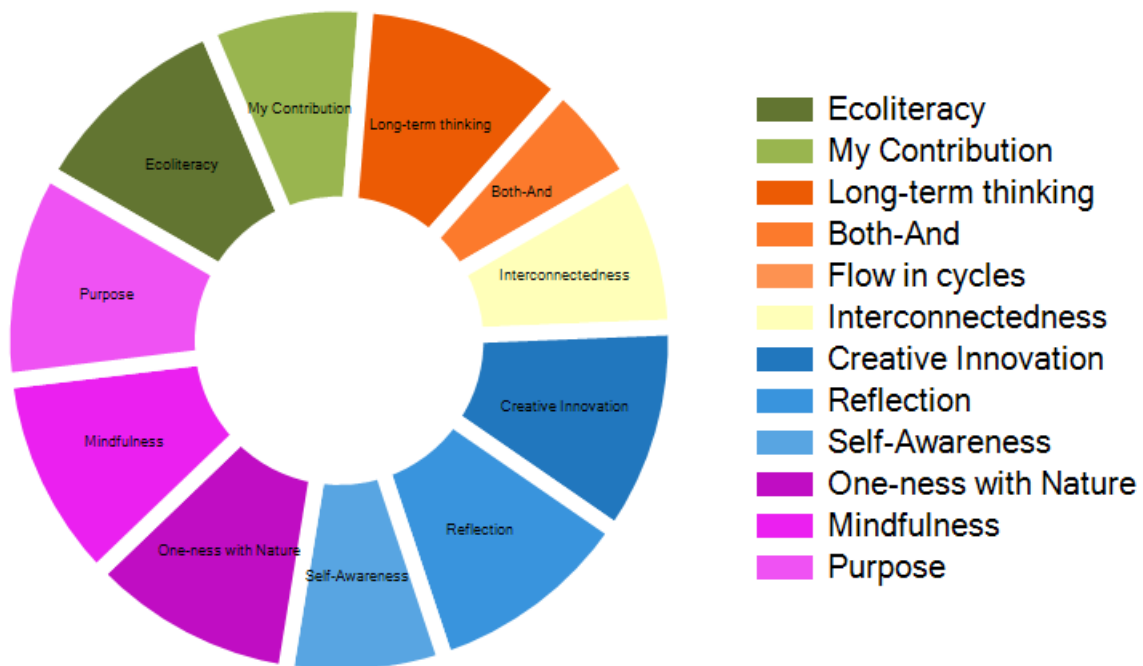 My Contribution
Long-term thinking
Ecoliteracy
Both-And
Interconnectedness
Purpose
Creative Innovation
Mindfulness
Reflection
One-ness with Nature
Self-Awareness
Ecoliteracy
My Contribution
Long-term thinking
Both-And
Flow in cycles
Interconnectedness
Creative Innovation
Reflection
Self-Awareness
One-ness with Nature
Mindfulness
Purpose